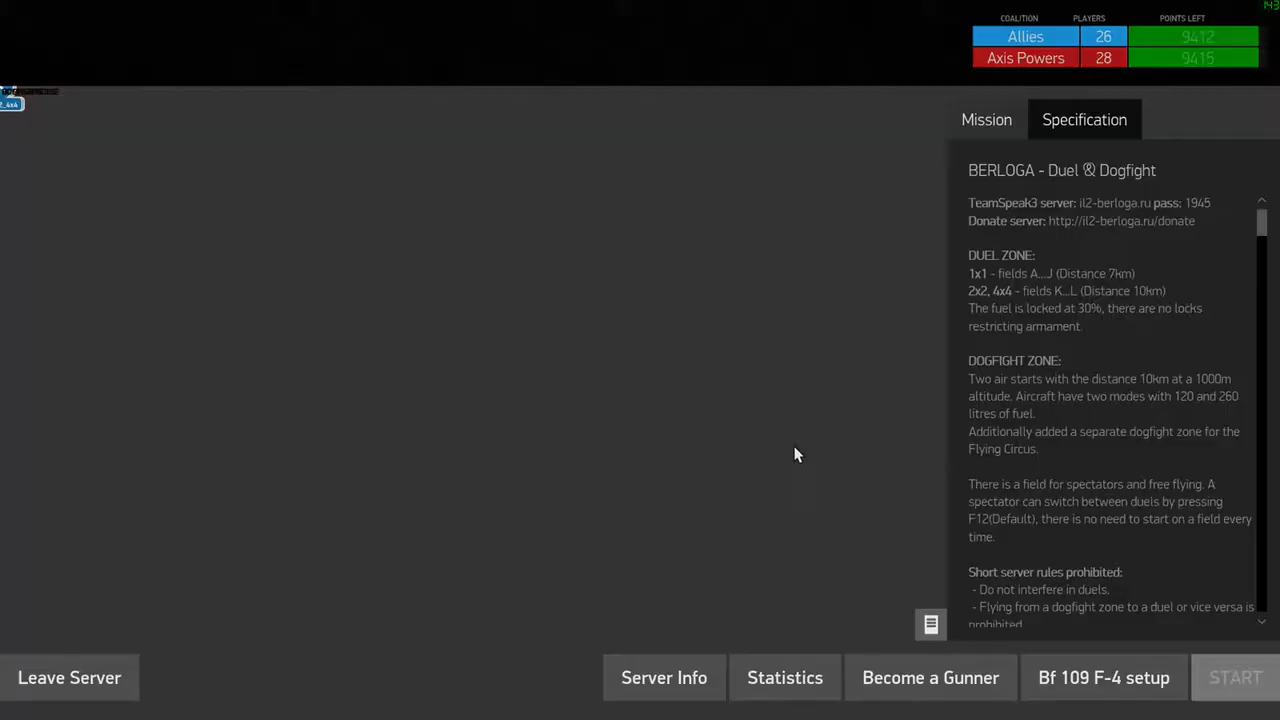 143
COALITION PLAYERS POINTS LEFT
Allies 26 9412
Axis Powers 28 9415
Mission Specification
BERLOGA - Duel & Dogfight
TeamSpeak3 server: il2-berloga.ru pass: 1945
Donate server: http://il2-berloga.ru/donate
DUEL ZONE:
1x1 - fields A...J (Distance 7km)
2x2, 4x4 - fields K...L (Distance 10km)
The fuel is locked at 30%, there are no locks
restricting armament.
DOGFIGHT ZONE:
Two air starts with the distance 10km at a 1000m
altitude. Aircraft have two modes with 120 and 260
litres of fuel.
Additionally added a separate dogfight zone for the
Flying Circus.
There is a field for spectators and free flying. A
spectator can switch between duels by pressing
F12(Default), there is no need to start on a field every
time.
Short server rules prohibited:
- Do not interfere in duels.
- Flying from a dogfight zone to a duel or vice versa is
prohibited
Leave Server Server Info Statistics Become a Gunner Bf 109 F-4 setup START